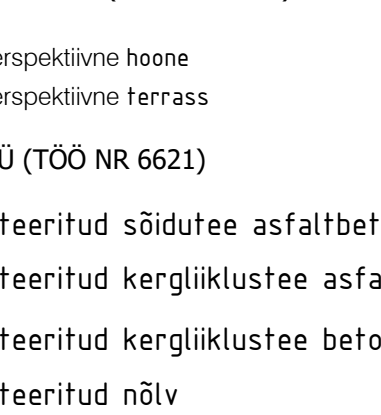 erspektiivne hoone
erspektiivne terrass
Ü (TÖÖ NR 6621)
teeritud sõidutee asfaltbet
teeritud kergliiklustee asfa
teeritud kergliiklustee beto
teeritud nõlv